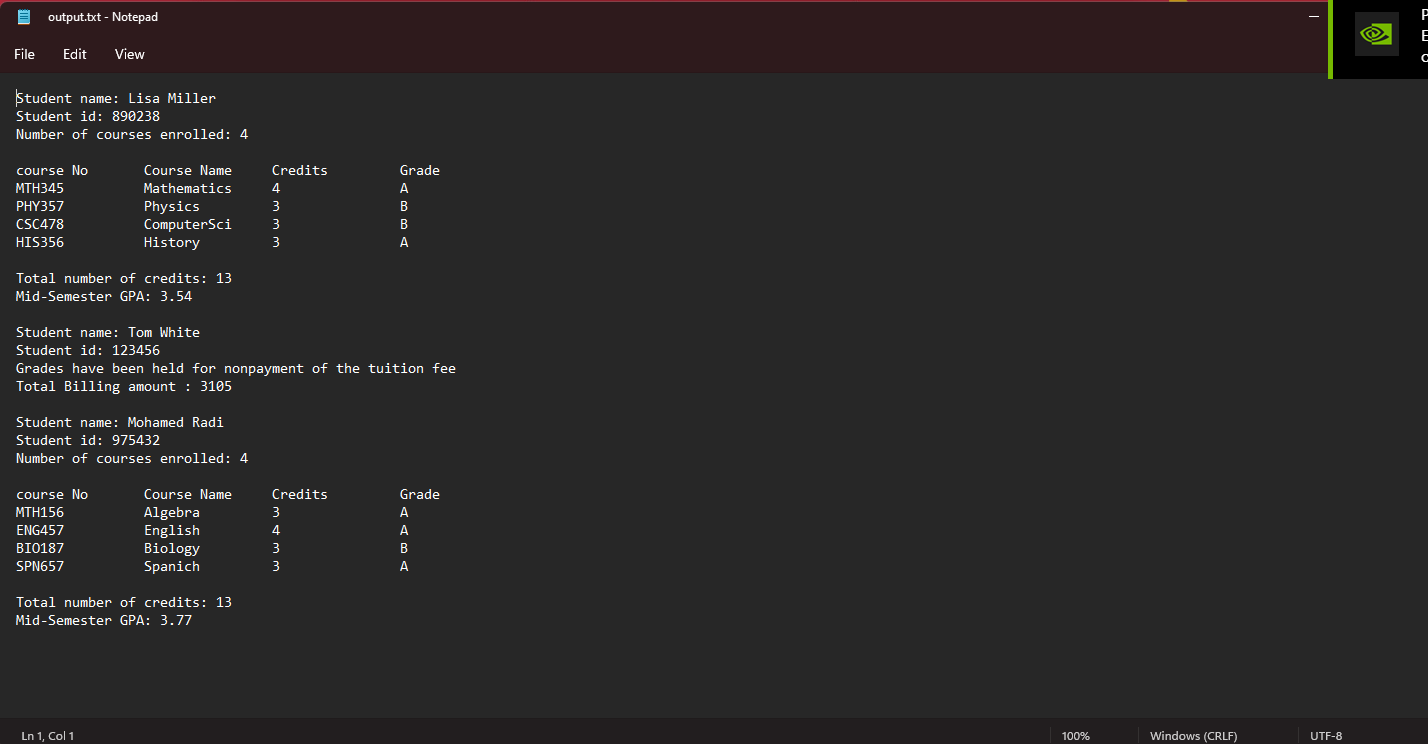 output.txt - Notepad
File Edit View
Student name: Lisa Miller
Student id: 890238
Number of courses enrolled: 4
course No Course Name Credits Grade
MTH345 Mathematics 4 A
PHY357 Physics 3 B
CSC478 ComputerSci 3 B
HIS356 History 3 A
Total number of credits: 13
Mid-Semester GPA: 3.54
Student name: Tom White
Student id: 123456
Grades have been held for nonpayment of the tuition fee
Total Billing amount : 3105
Student name: Mohamed Radi
Student id: 975432
Number of courses enrolled: 4
course No Course Name Credits Grade
MTH156 Algebra 3 A
ENG457 English 4 A
BIO187 Biology 3 B
SPN657 Spanich 3 A
Total number of credits: 13
Mid-Semester GPA: 3.77
Ln 1, Col 1 100% Windows (CRLF) UTF-8